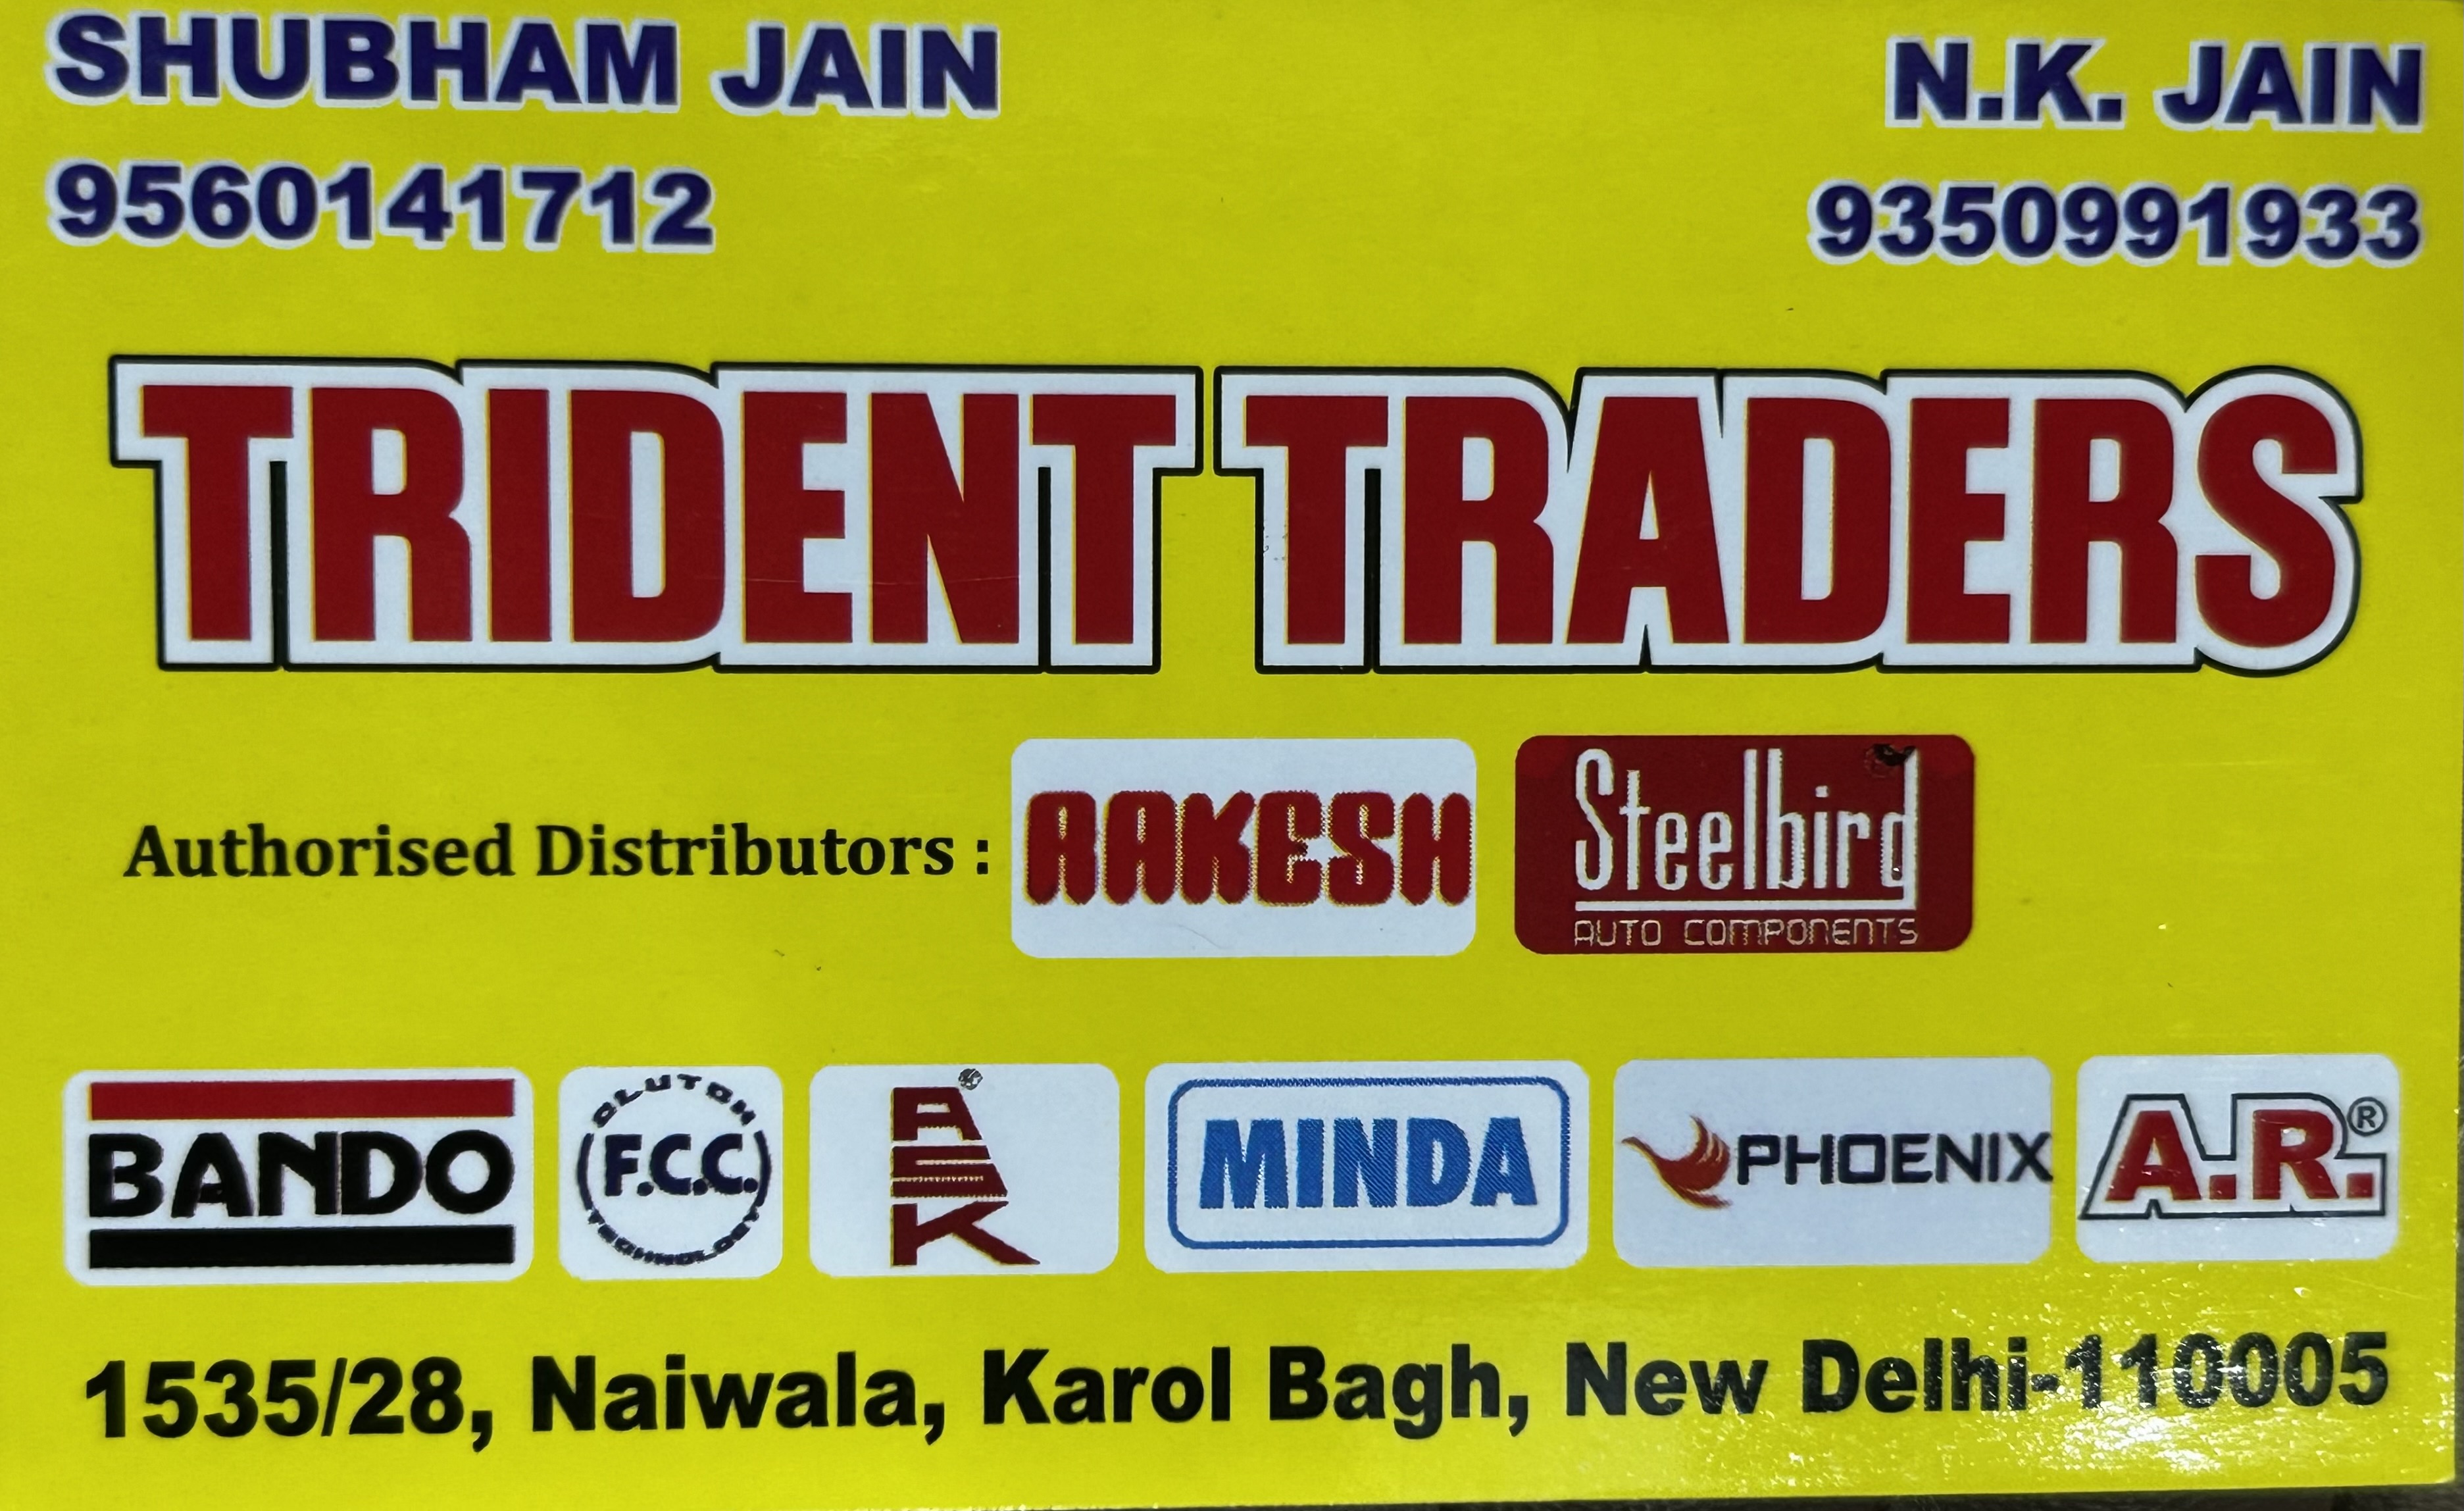 SHUBHAM JAIN
N.K. JAIN
9560141712
9350991933
TRIDENT TRADERS
Authorised Distributors :
RAKESH
Steelbird
AUTO COMPONENTS
BANDO
CLUTCH
F.C.C.
TECHNOLOGY
ASK
MINDA
PHOENIX
A.R.®
1535/28, Naiwala, Karol Bagh, New Delhi-110005